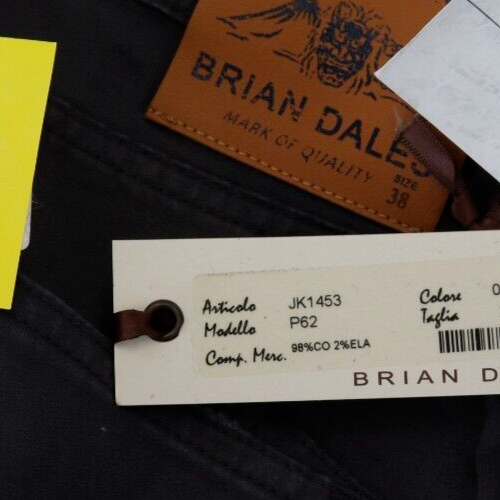 BRIAN DALES
MARK OF QUALITY
SIZE
38
Articolo JK1453 Colore 0
Modello P62 Taglia
Comp. Merc. 98%CO 2%ELA
BRIAN D